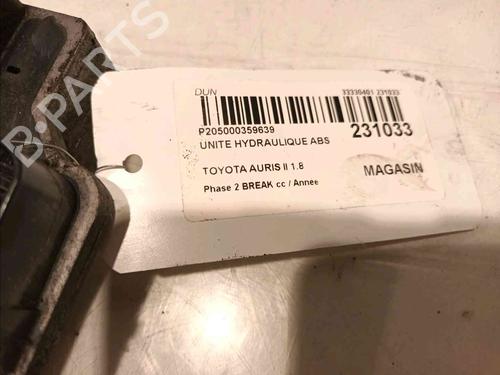 DUN 33330401 231033
P205000359639 231033
UNITE HYDRAULIQUE ABS
TOYOTA AURIS II 1.8 MAGASIN
Phase 2 BREAK cc / Annee
B-PARTS